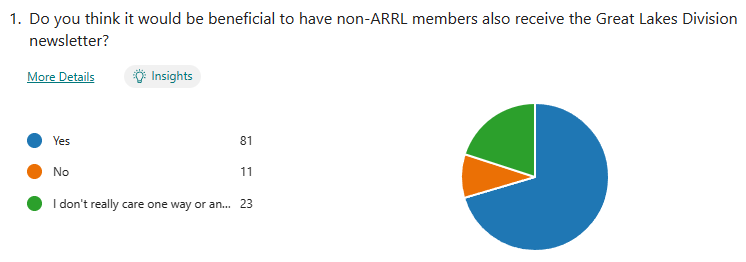 1. Do you think it would be beneficial to have non-ARRL members also receive the Great Lakes Division
newsletter?
More Details Insights
Yes 81
No 11
I don't really care one way or an... 23